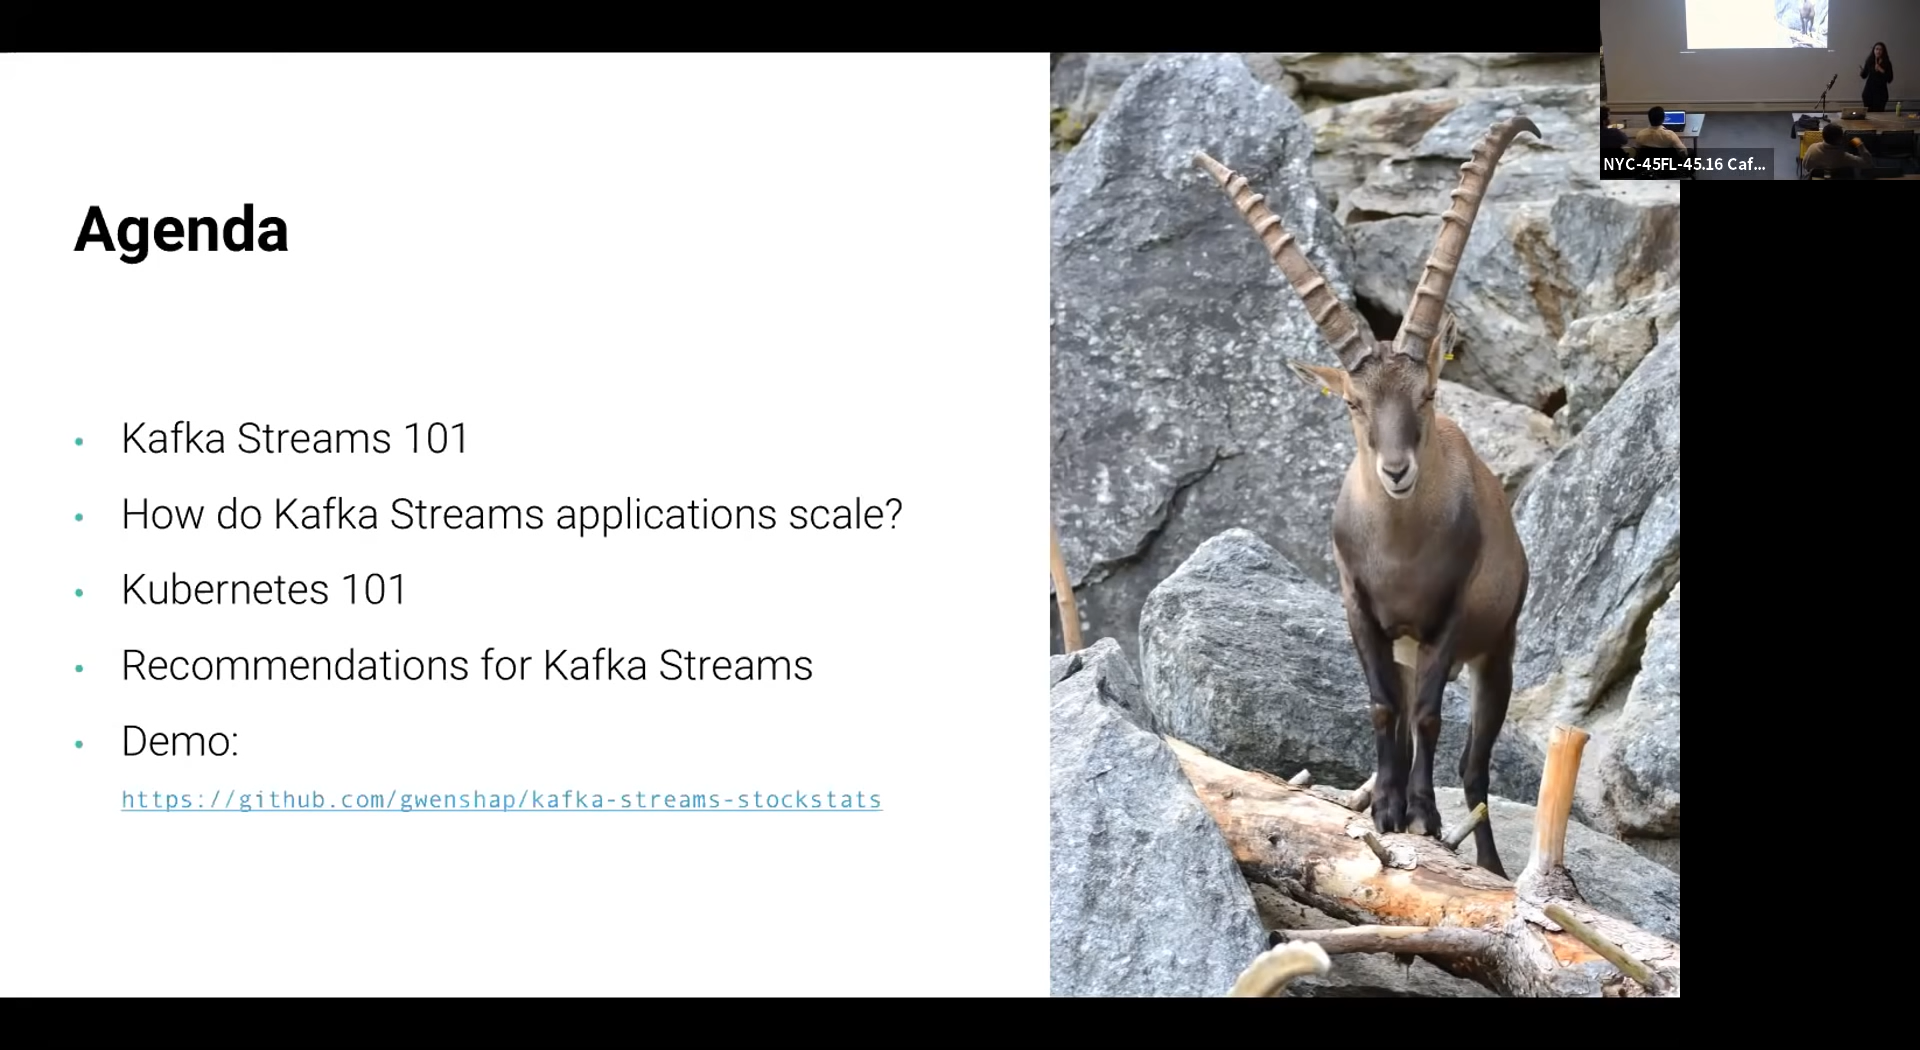 Agenda
Kafka Streams 101
How do Kafka Streams applications scale?
Kubernetes 101
Recommendations for Kafka Streams
Demo:
https://github.com/gwenshap/kafka-streams-stockstats
NYC-45FL-45.16 Caf...